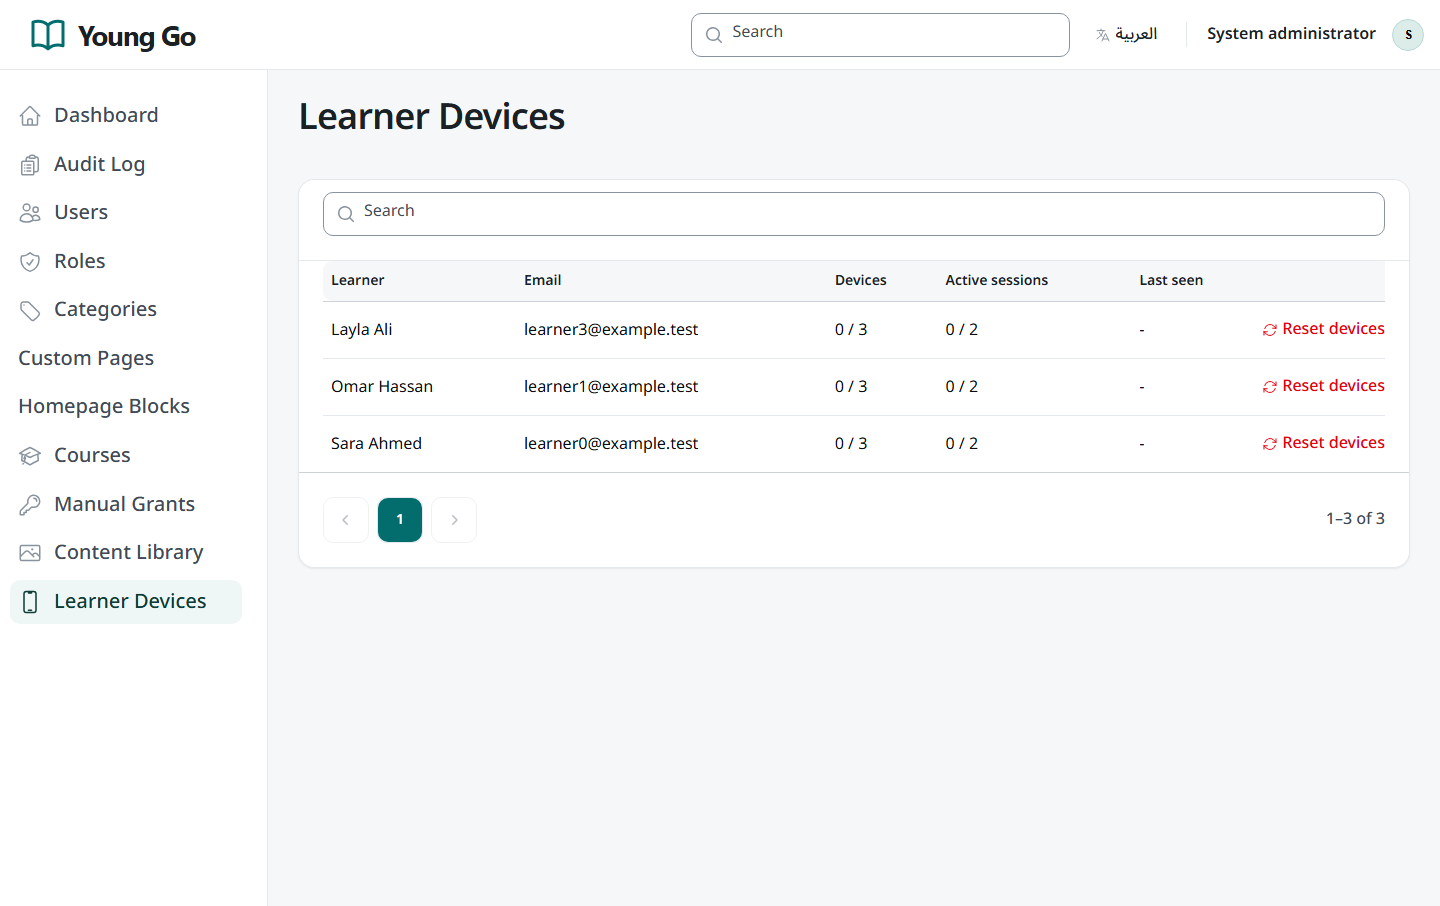 Young Go
Search
العربية
System administrator
S
Dashboard
Audit Log
Users
Roles
Categories
Custom Pages
Homepage Blocks
Courses
Manual Grants
Content Library
Learner Devices
Learner Devices
Search
Learner Email Devices Active sessions Last seen
Layla Ali learner3@example.test 0 / 3 0 / 2 - Reset devices
Omar Hassan learner1@example.test 0 / 3 0 / 2 - Reset devices
Sara Ahmed learner0@example.test 0 / 3 0 / 2 - Reset devices
1
1–3 of 3